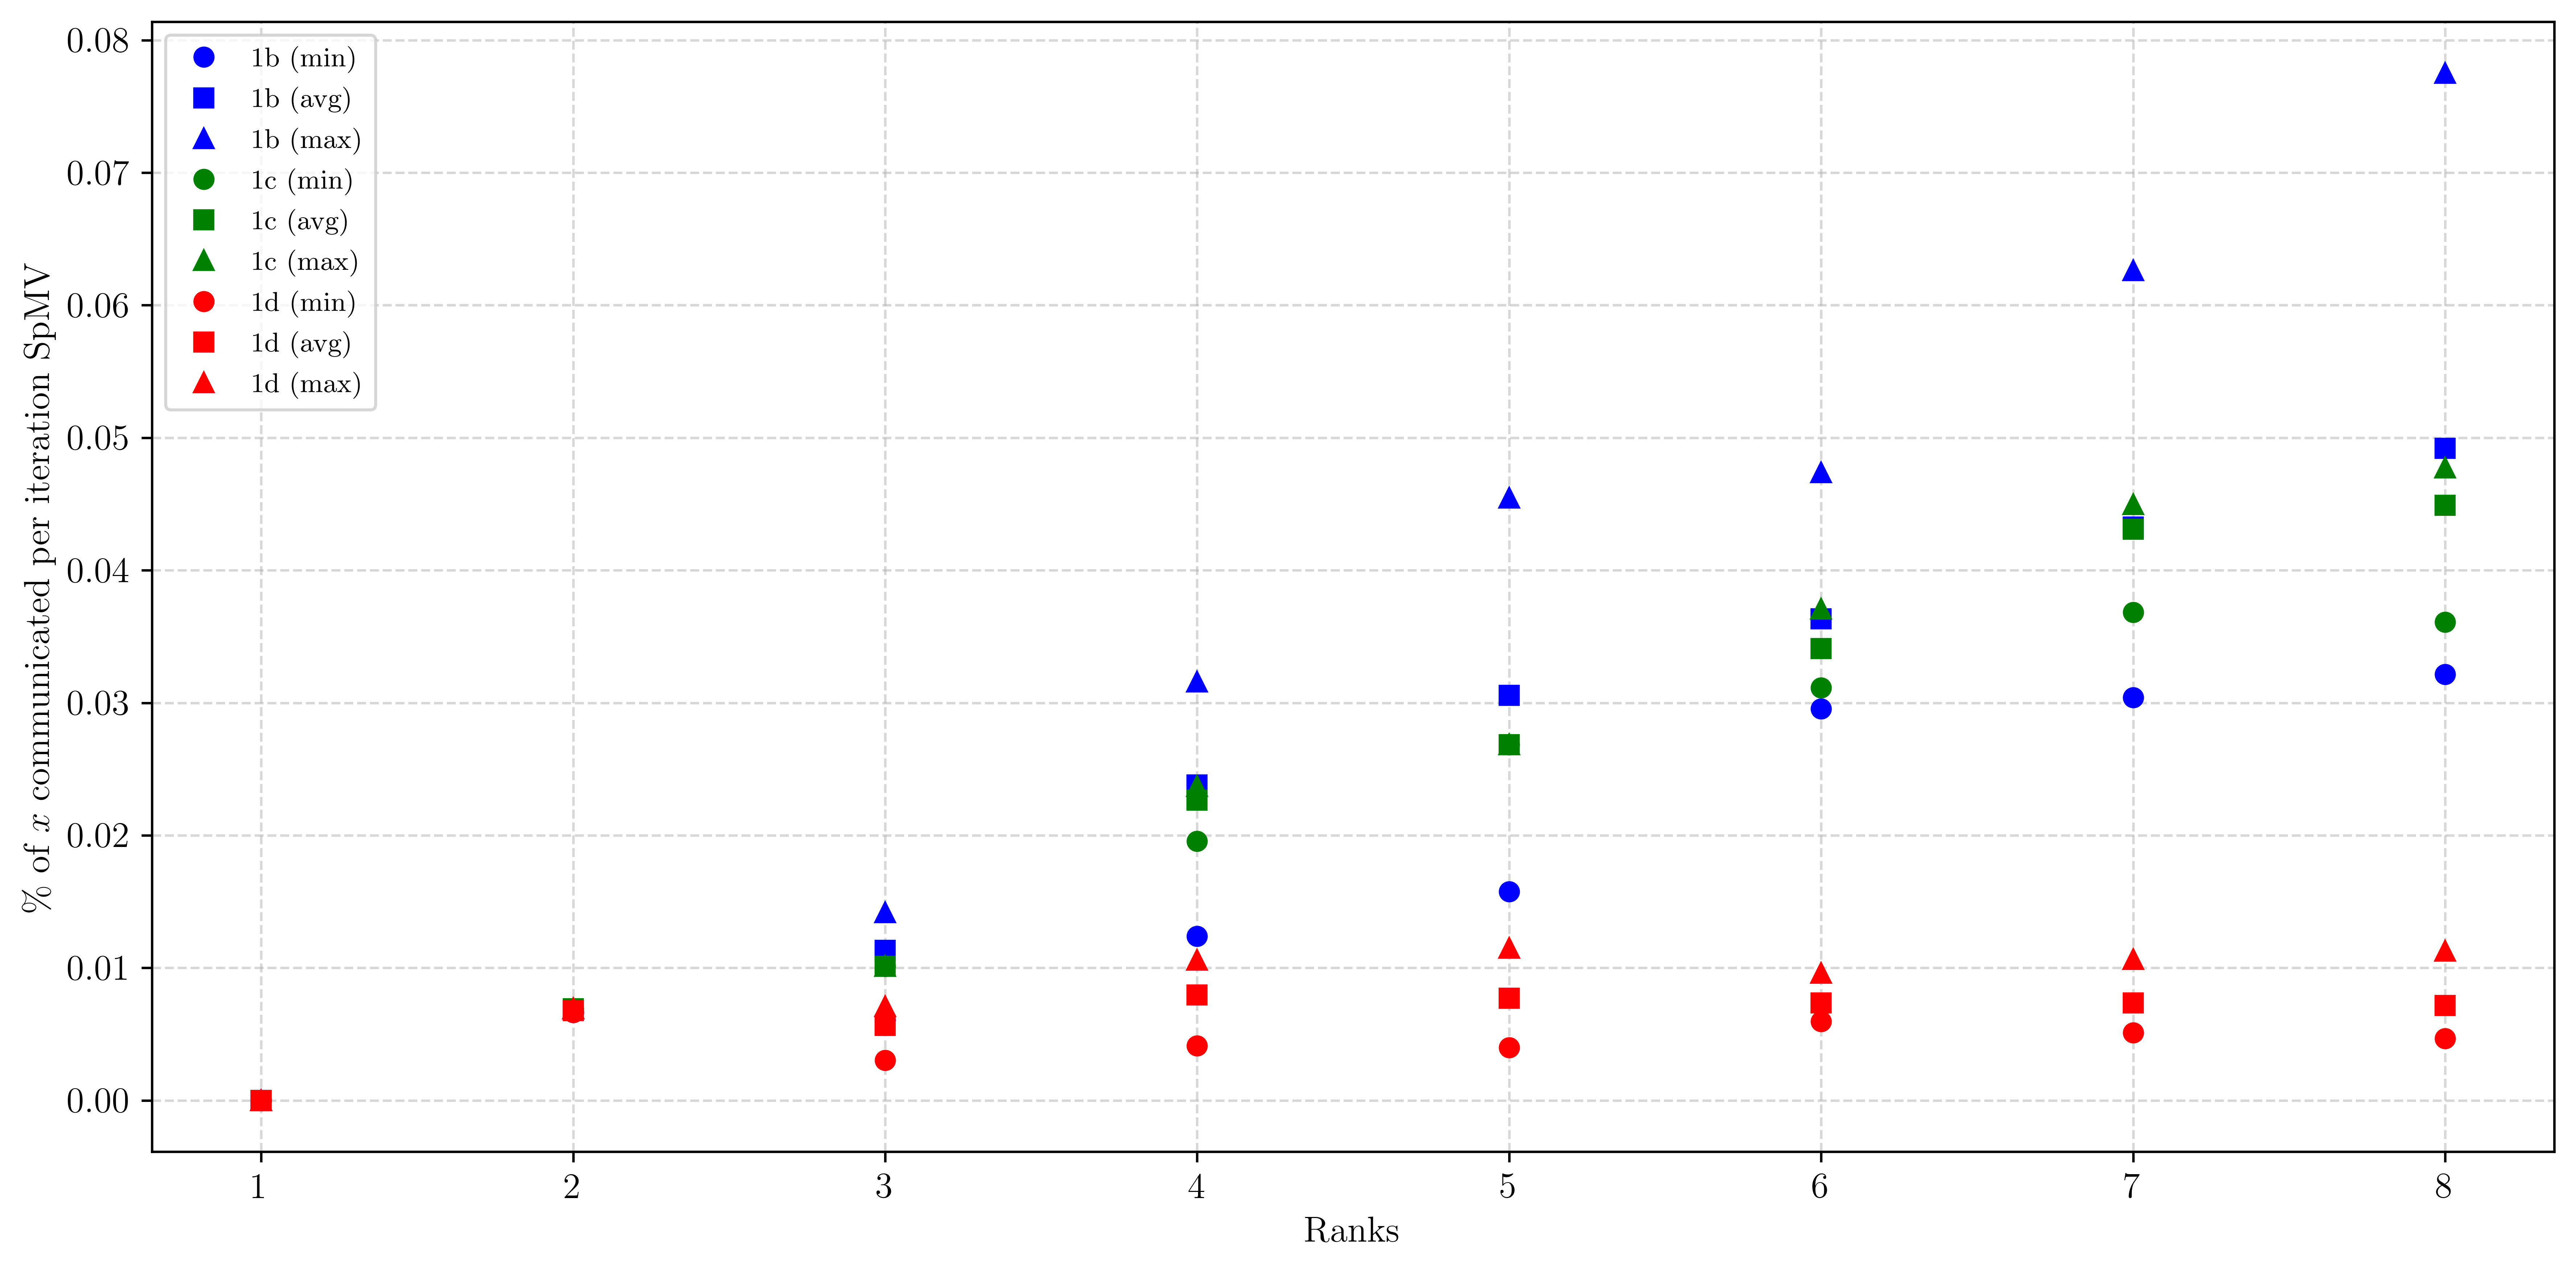 0.08
0.07
0.06
0.05
0.04
0.03
0.02
0.01
0.00
% of x communicated per iteration SpMV
1b (min)
1b (avg)
1b (max)
1c (min)
1c (avg)
1c (max)
1d (min)
1d (avg)
1d (max)
1 2 3 4 5 6 7 8
Ranks